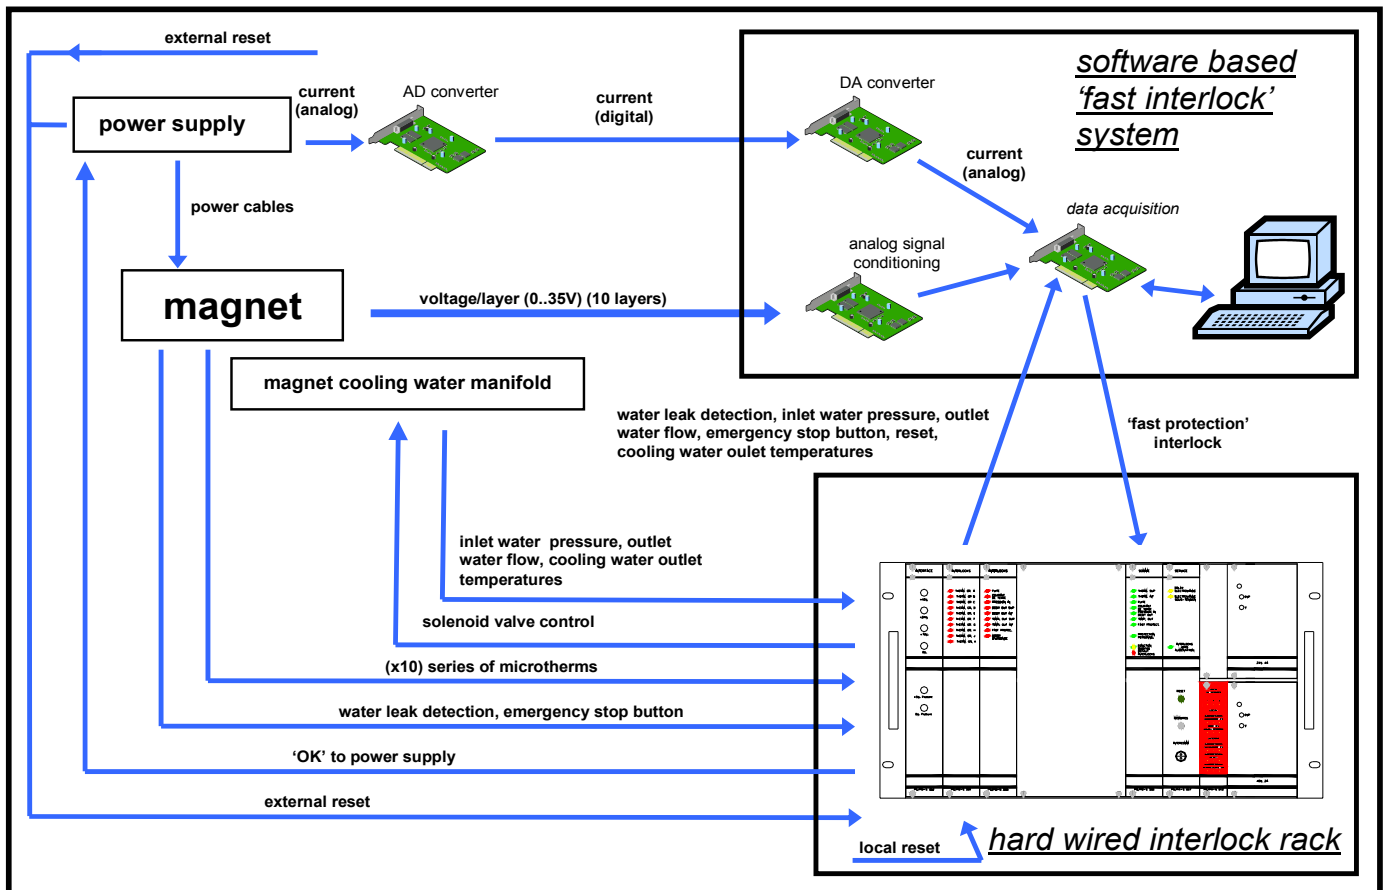 external reset
software based
‘fast interlock’
system
current
(analog)
AD converter
current
(digital)
DA converter
power supply
current
(analog)
power cables
data acquisition
analog signal
conditioning
magnet
voltage/layer (0..35V) (10 layers)
magnet cooling water manifold
water leak detection, inlet water pressure, outlet
water flow, emergency stop button, reset,
cooling water oulet temperatures
‘fast protection’
interlock
inlet water pressure, outlet
water flow, cooling water outlet
temperatures
solenoid valve control
(x10) series of microtherms
water leak detection, emergency stop button
‘OK’ to power supply
external reset
local reset
hard wired interlock rack